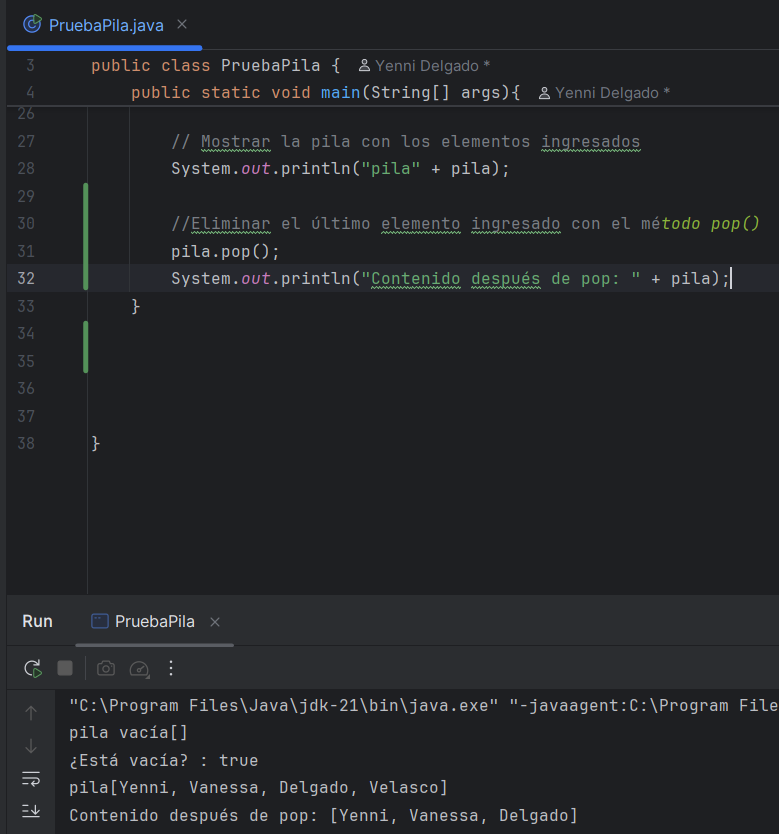 PruebaPila.java
3 public class PruebaPila { Yenni Delgado *
4 public static void main(String[] args){ Yenni Delgado *
26
27 // Mostrar la pila con los elementos ingresados
28 System.out.println("pila" + pila);
29
30 //Eliminar el último elemento ingresado con el método pop()
31 pila.pop();
32 System.out.println("Contenido después de pop: " + pila);
33 }
34
35
36
37
38 }
Run PruebaPila
"C:\Program Files\Java\jdk-21\bin\java.exe" "-javaagent:C:\Program File
pila vacía[]
¿Está vacía? : true
pila[Yenni, Vanessa, Delgado, Velasco]
Contenido después de pop: [Yenni, Vanessa, Delgado]